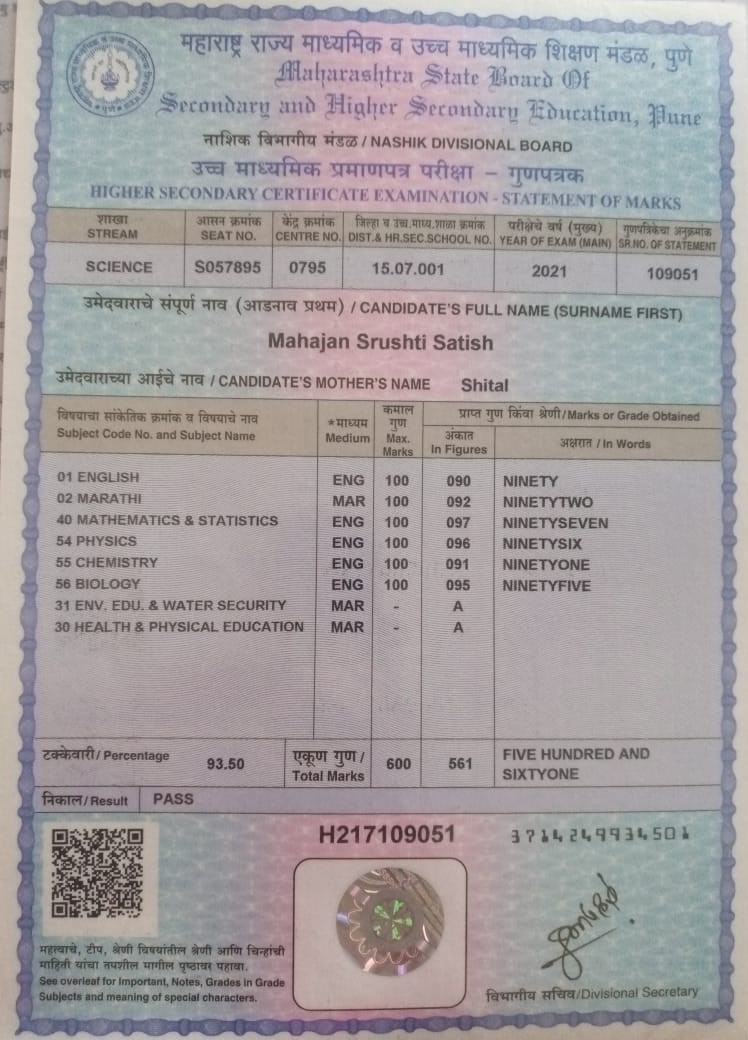 महाराष्ट्र राज्य माध्यमिक व उच्च माध्यमिक शिक्षण मंडळ, पुणे
Maharashtra State Board Of
Secondary and Higher Secondary Education, Pune
नाशिक विभागीय मंडळ / NASHIK DIVISIONAL BOARD
उच्च माध्यमिक प्रमाणपत्र परीक्षा – गुणपत्रक
HIGHER SECONDARY CERTIFICATE EXAMINATION - STATEMENT OF MARKS
शाखा आसन क्रमांक केंद्र क्रमांक जिल्हा व उच्च.माध्य.शाळा क्रमांक परीक्षेचे वर्ष (मुख्य) गुणपत्रिकेचा अनुक्रमांक
STREAM SEAT NO. CENTRE NO. DIST.& HR.SEC.SCHOOL NO. YEAR OF EXAM (MAIN) SR.NO. OF STATEMENT
SCIENCE S057895 0795 15.07.001 2021 109051
उमेदवाराचे संपूर्ण नाव (आडनाव प्रथम) / CANDIDATE'S FULL NAME (SURNAME FIRST)
Mahajan Srushti Satish
उमेदवाराच्या आईचे नाव / CANDIDATE'S MOTHER'S NAME Shital
विषयाचा सांकेतिक क्रमांक व विषयाचे नाव
Subject Code No. and Subject Name
*माध्यम
Medium
कमाल
गुण
Max.
Marks
प्राप्त गुण किंवा श्रेणी/Marks or Grade Obtained
अंकात
In Figures
अक्षरात / In Words
01 ENGLISH ENG 100 090 NINETY
02 MARATHI MAR 100 092 NINETYTWO
40 MATHEMATICS & STATISTICS ENG 100 097 NINETYSEVEN
54 PHYSICS ENG 100 096 NINETYSIX
55 CHEMISTRY ENG 100 091 NINETYONE
56 BIOLOGY ENG 100 095 NINETYFIVE
31 ENV. EDU. & WATER SECURITY MAR - A
30 HEALTH & PHYSICAL EDUCATION MAR - A
टक्केवारी/ Percentage 93.50
एकूण गुण/
Total Marks
600 561
FIVE HUNDRED AND
SIXTYONE
निकाल/ Result PASS
H217109051
3714249934501
महत्वाचे, टीप, श्रेणी विषयांतील श्रेणी आणि चिन्हांची
माहिती यांचा तपशील मागील पृष्ठावर पहावा.
See overleaf for Important, Notes, Grades in Grade
Subjects and meaning of special characters.
विभागीय सचिव/Divisional Secretary